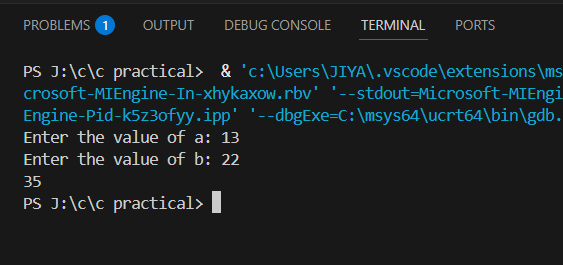 PROBLEMS 1 OUTPUT DEBUG CONSOLE TERMINAL PORTS
PS J:\c\c practical>  & 'c:\Users\JIYA\.vscode\extensions\ms
crosoft-MIEngine-In-xhykaxow.rbv' '--stdout=Microsoft-MIEngi
Engine-Pid-k5z3ofyy.ipp' '--dbgExe=C:\msys64\ucrt64\bin\gdb.
Enter the value of a: 13
Enter the value of b: 22
35
PS J:\c\c practical>